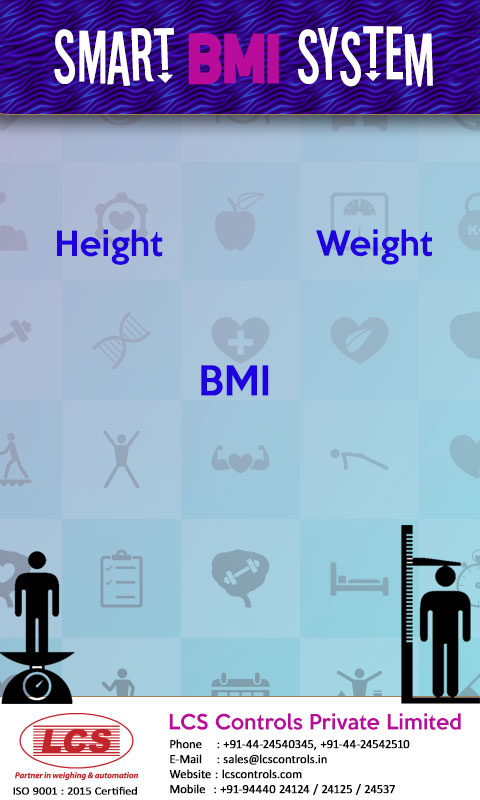 SMART BMI SYSTEM
Height Weight
BMI
LCS Controls Private Limited
Phone : +91-44-24540345, +91-44-24542510
E-Mail : sales@lcscontrols.in
Website : lcscontrols.com
Mobile : +91-94440 24124 / 24125 / 24537
LCS
Partner in weighing & automation
ISO 9001 : 2015 Certified